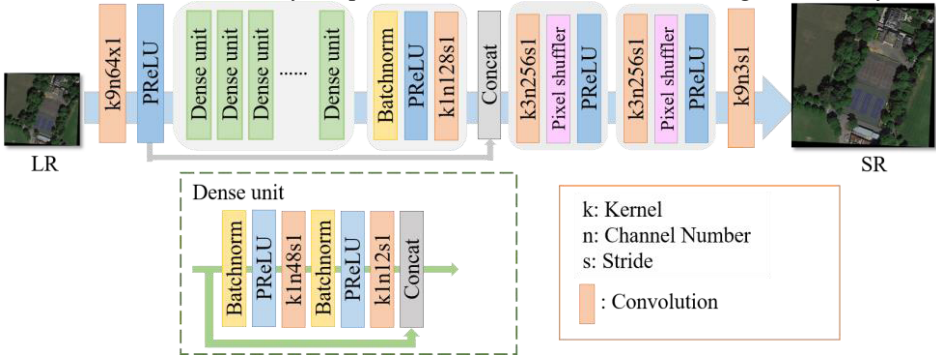 LR
k9n64x1
PReLU
Dense unit
Dense unit
Dense unit
......
Dense unit
Batchnorm
PReLU
k1n128s1
Concat
k3n256s1
Pixel shuffler
PReLU
k3n256s1
Pixel shuffler
PReLU
k9n3s1
SR
Dense unit
Batchnorm
PReLU
k1n48s1
Batchnorm
PReLU
k1n12s1
Concat
k: Kernel
n: Channel Number
s: Stride
: Convolution